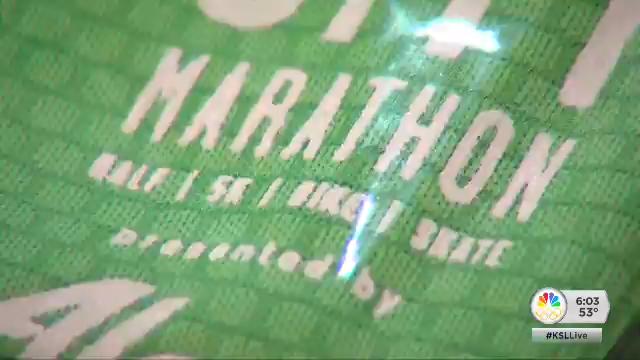 MARATHON
HALF | 5K | BIKE | SKATE
presented by
6:03
53°
#KSLLive